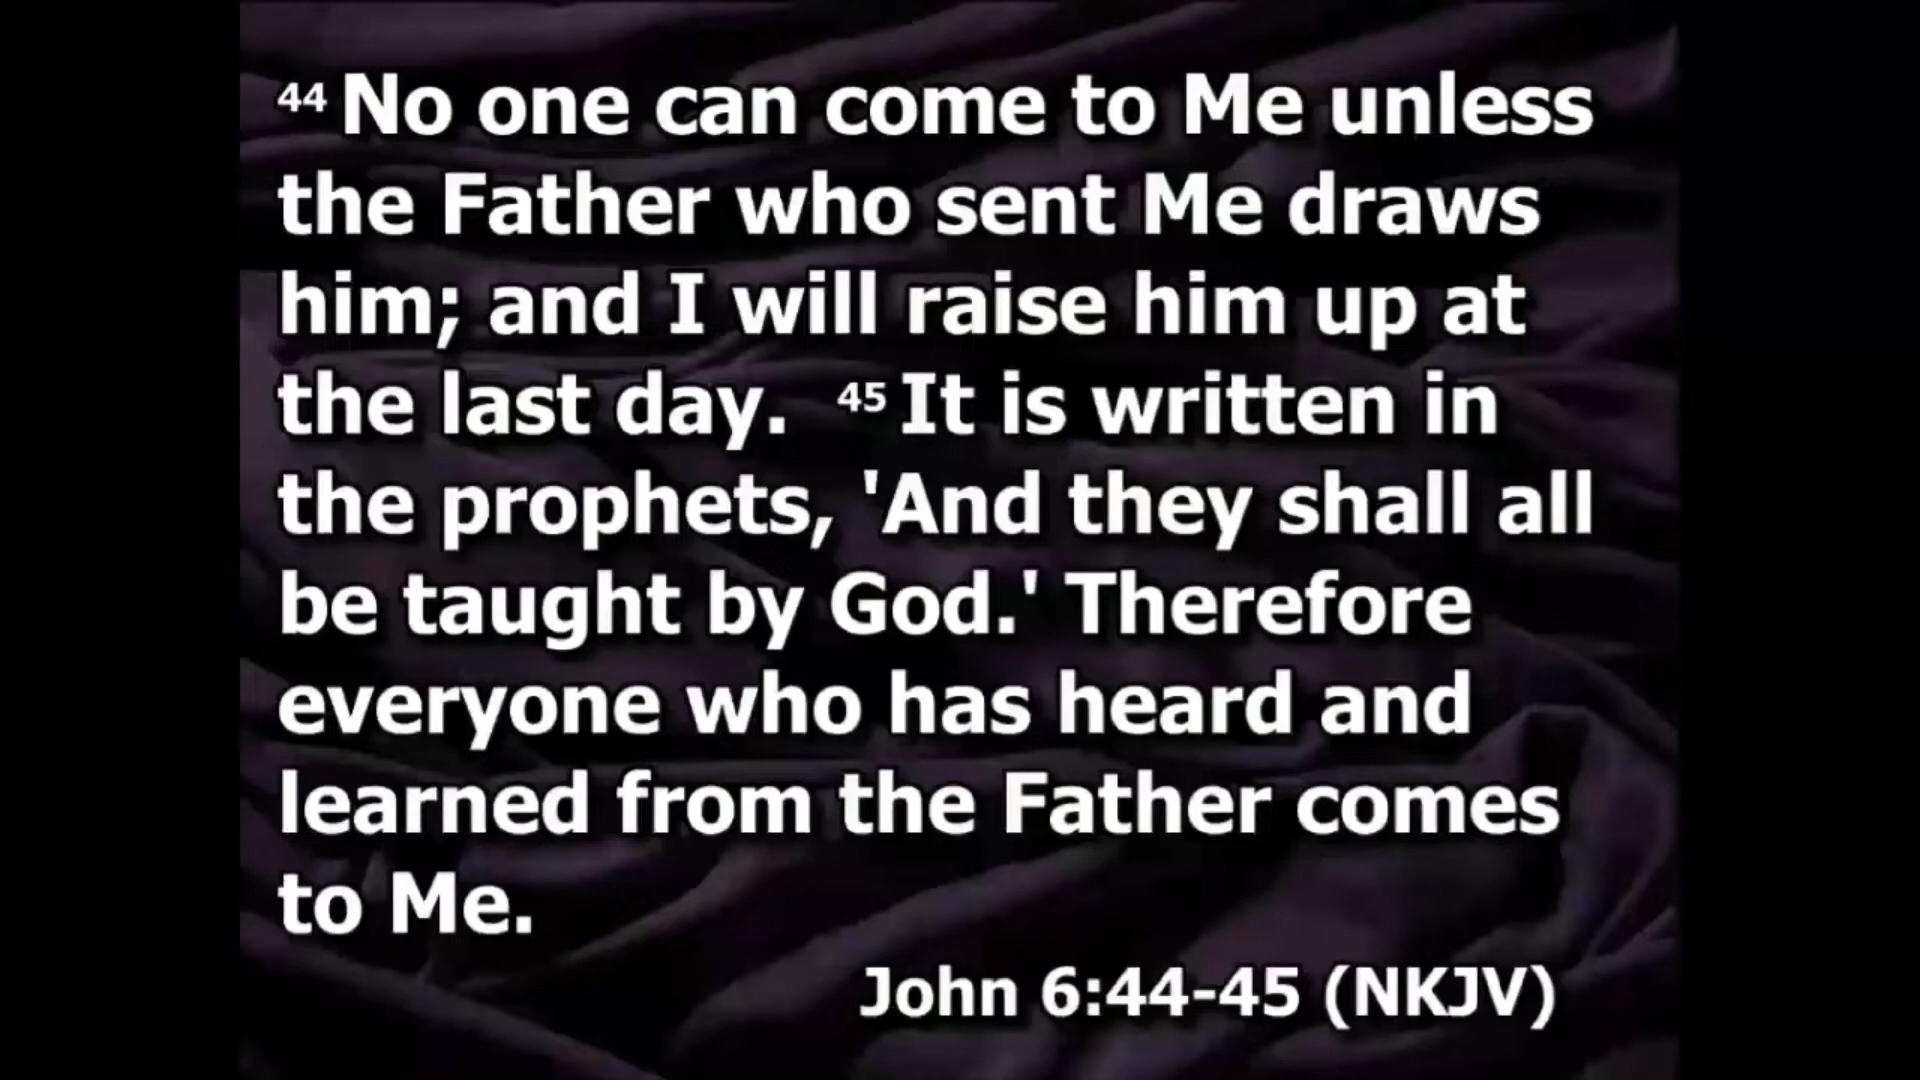 44 No one can come to Me unless
the Father who sent Me draws
him; and I will raise him up at
the last day. 45 It is written in
the prophets, 'And they shall all
be taught by God.' Therefore
everyone who has heard and
learned from the Father comes
to Me.
John 6:44-45 (NKJV)